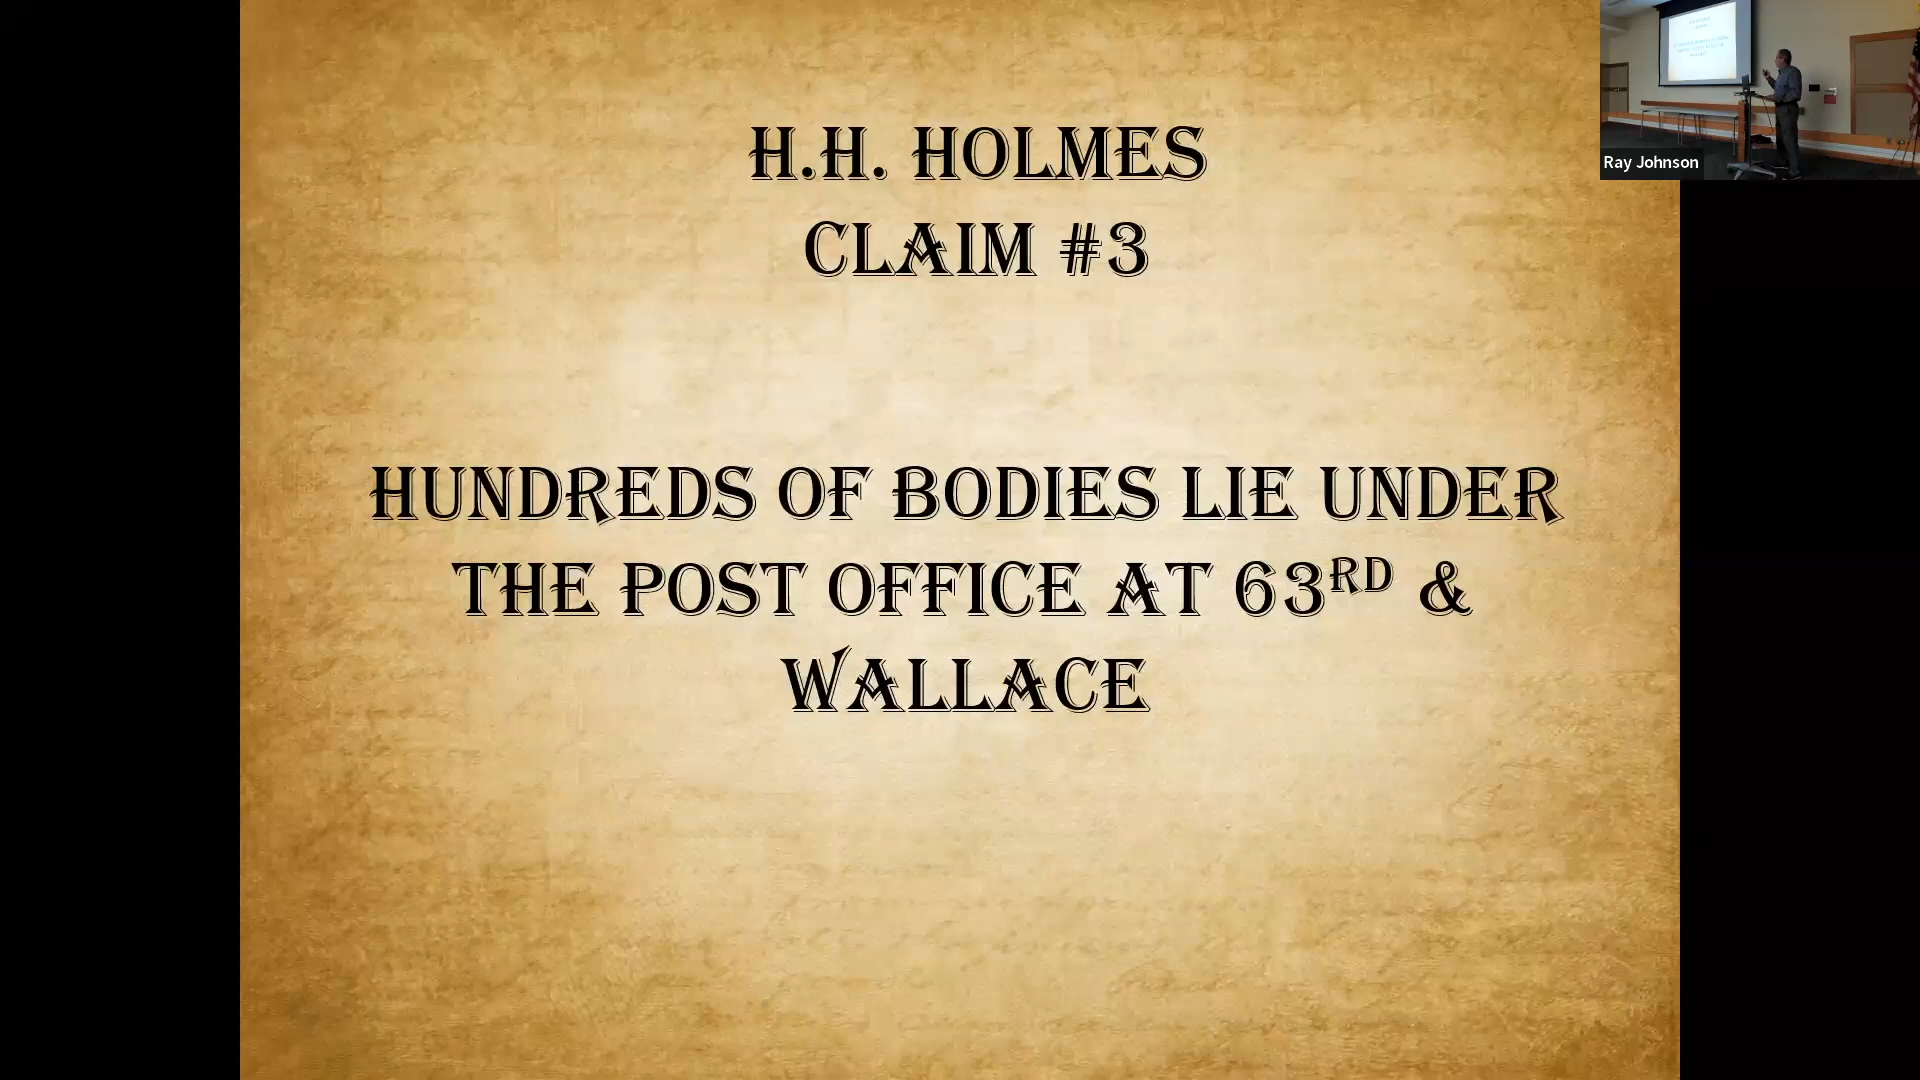 H.H. HOLMES
CLAIM #3
HUNDREDS OF BODIES LIE UNDER
THE POST OFFICE AT 63RD &
WALLACE
Ray Johnson